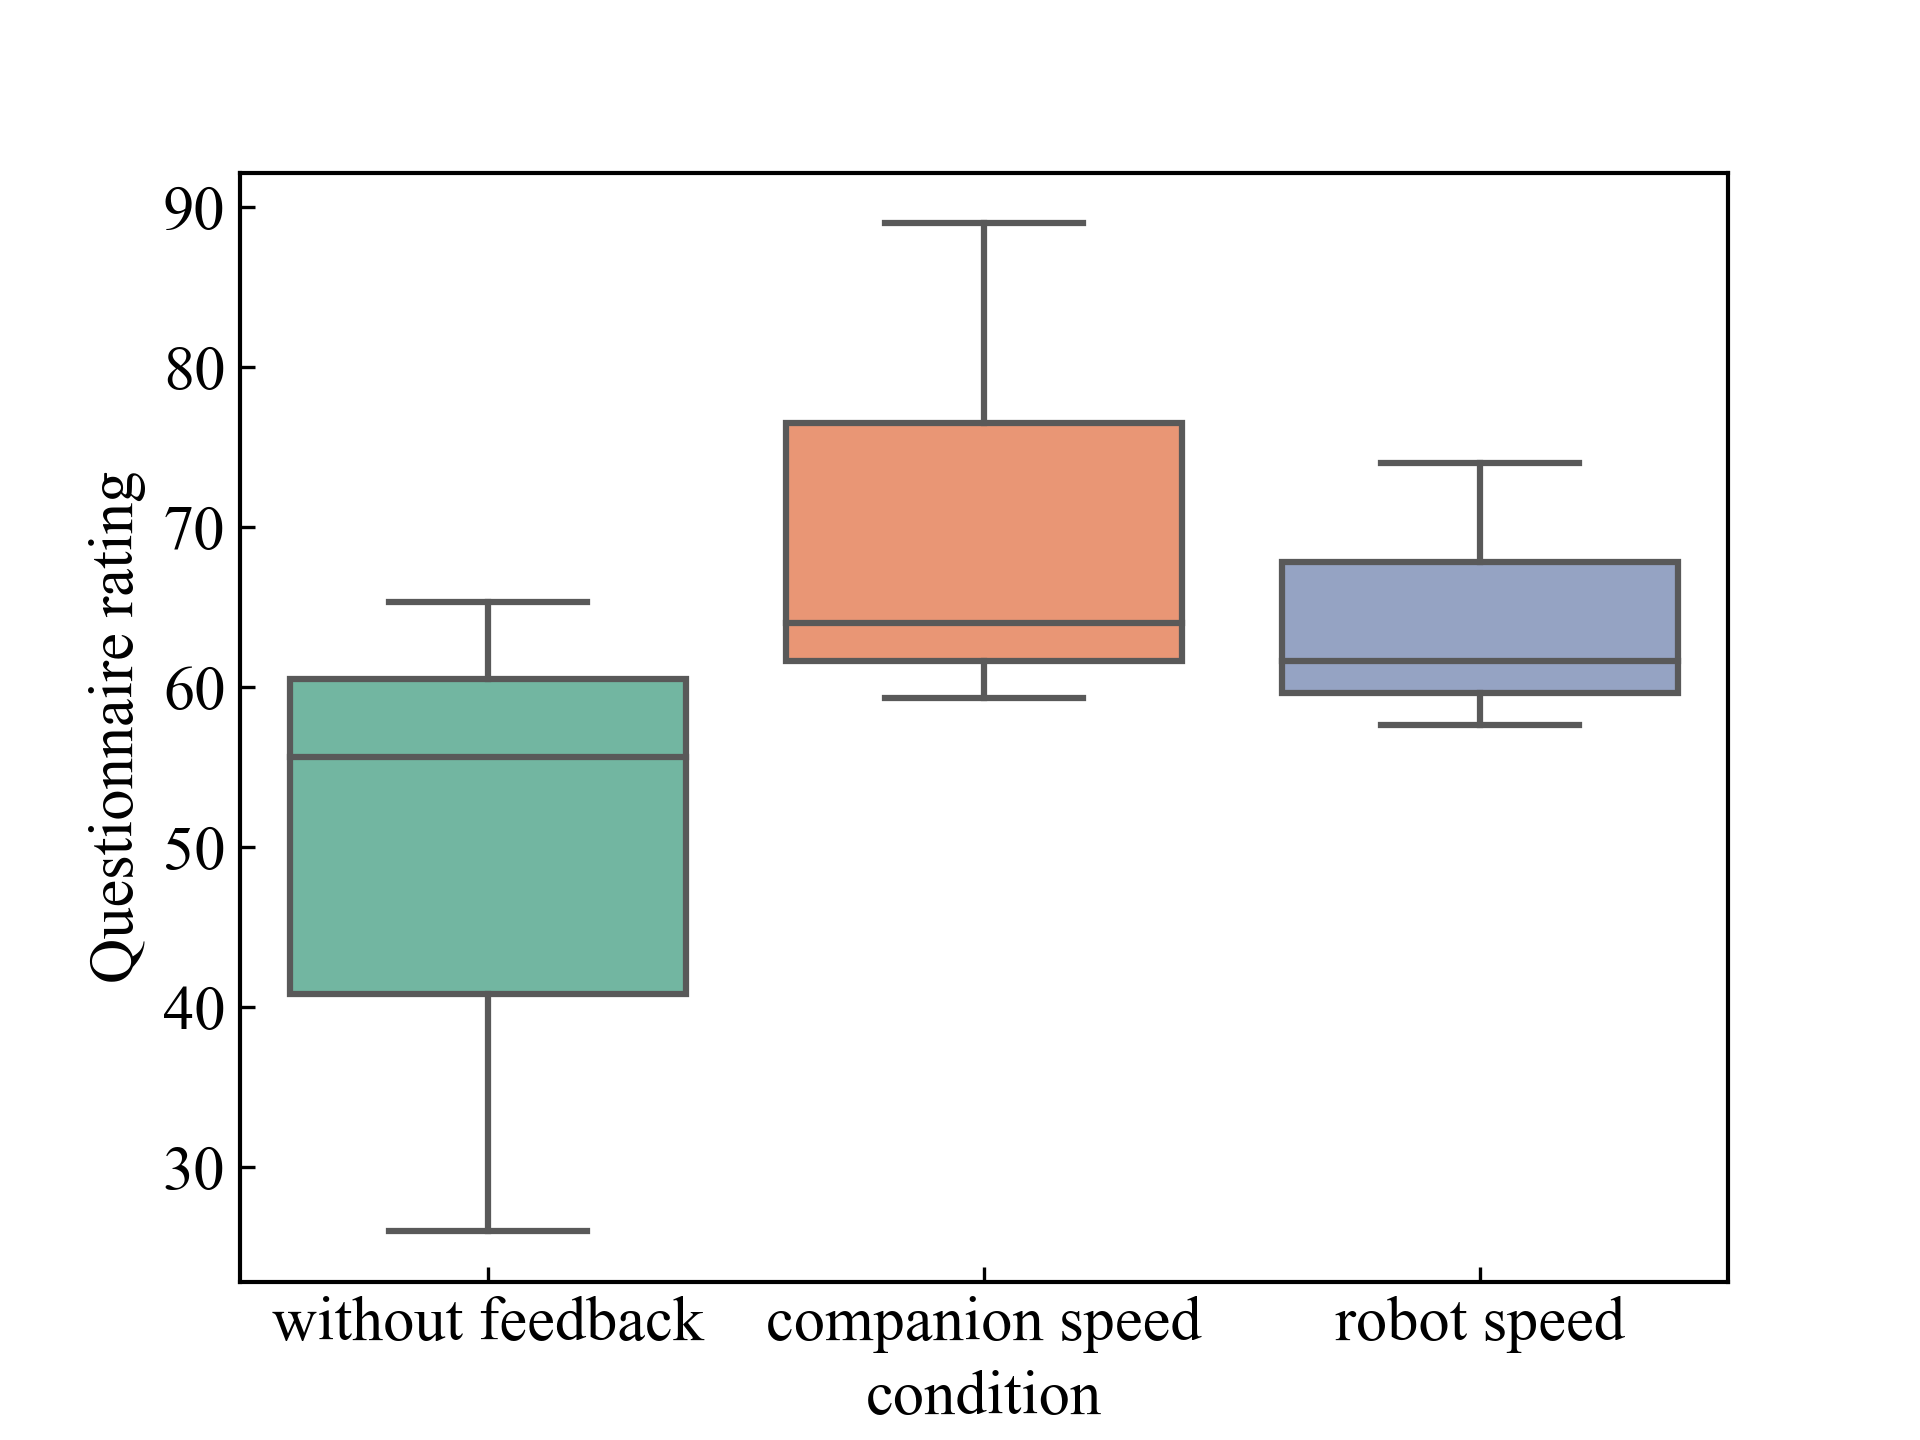 90
80
70
60
50
40
30
Questionnaire rating
without feedback companion speed robot speed
condition